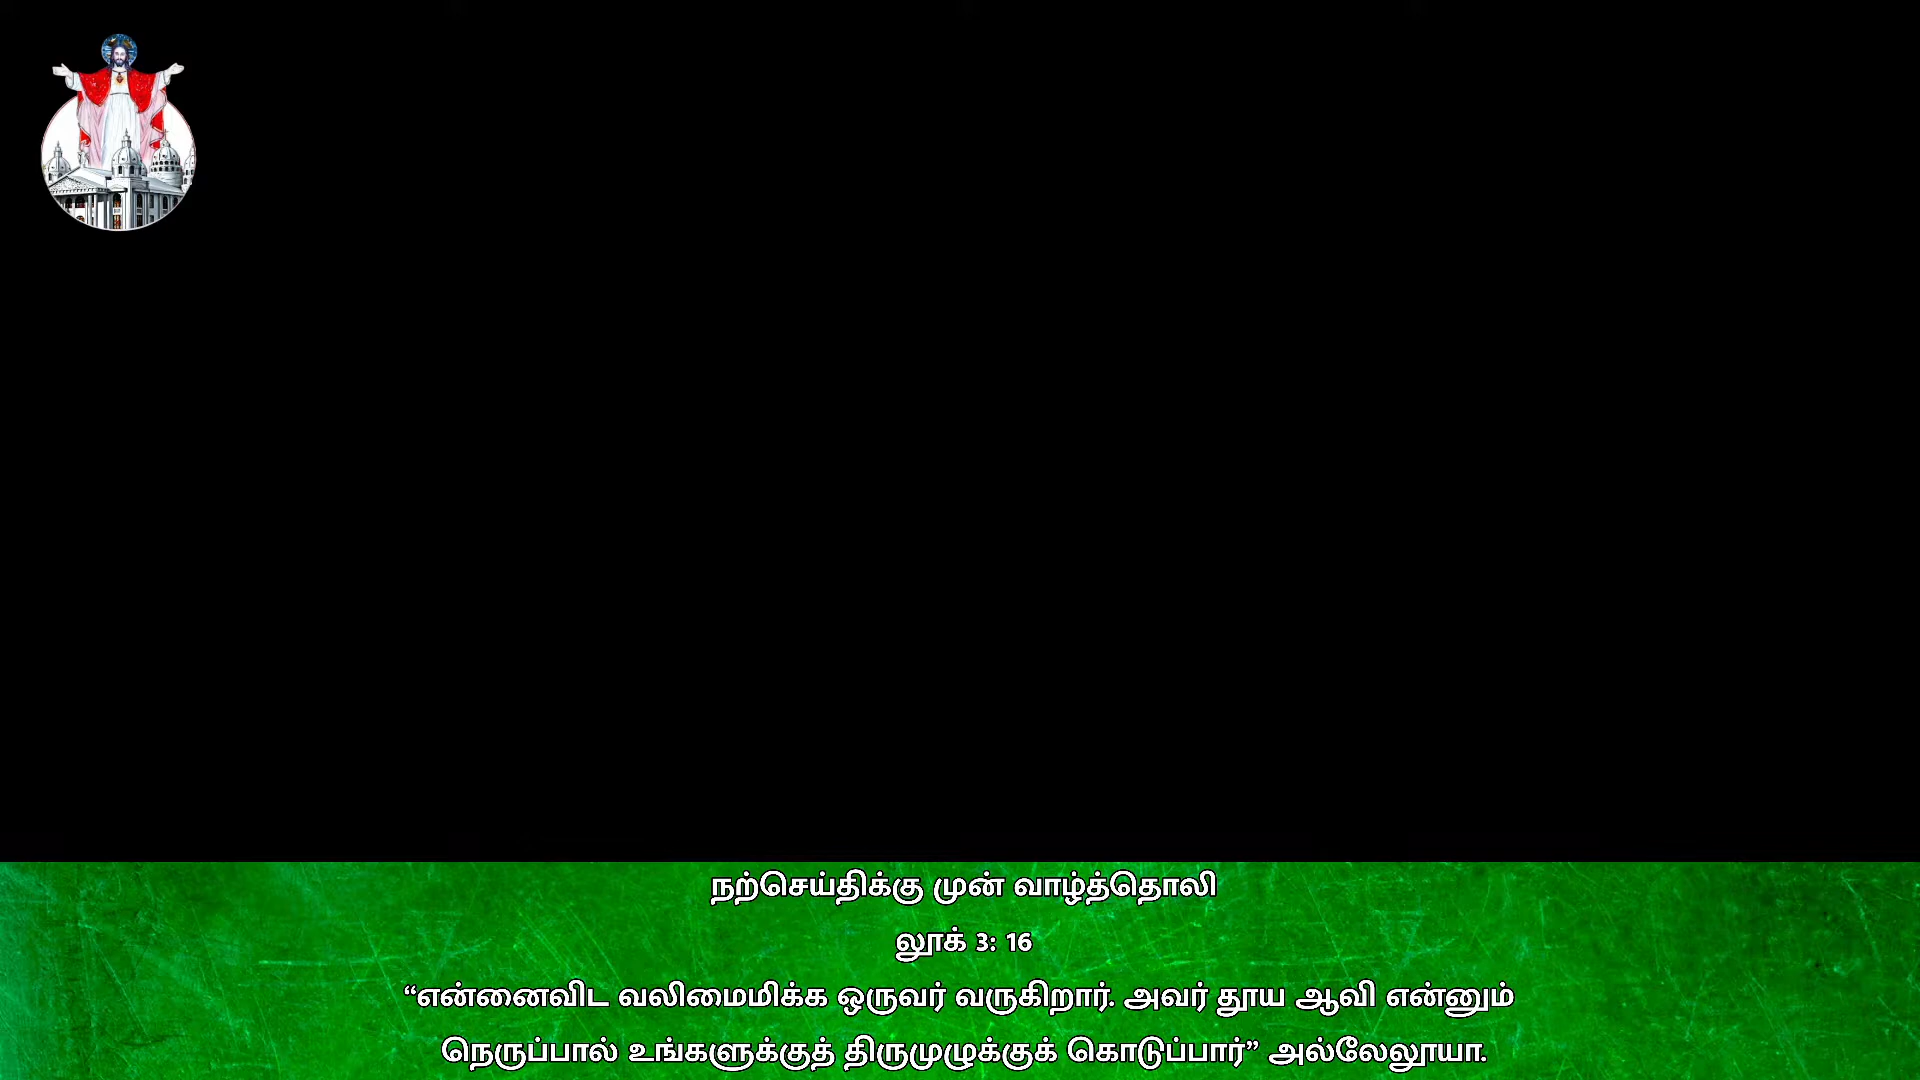 நற்செய்திக்கு முன் வாழ்த்தொலி
லூக் 3: 16
“என்னைவிட வலிமைமிக்க ஒருவர் வருகிறார். அவர் தூய ஆவி என்னும்
நெருப்பால் உங்களுக்குத் திருமுழுக்குக் கொடுப்பார்” அல்லேலூயா.